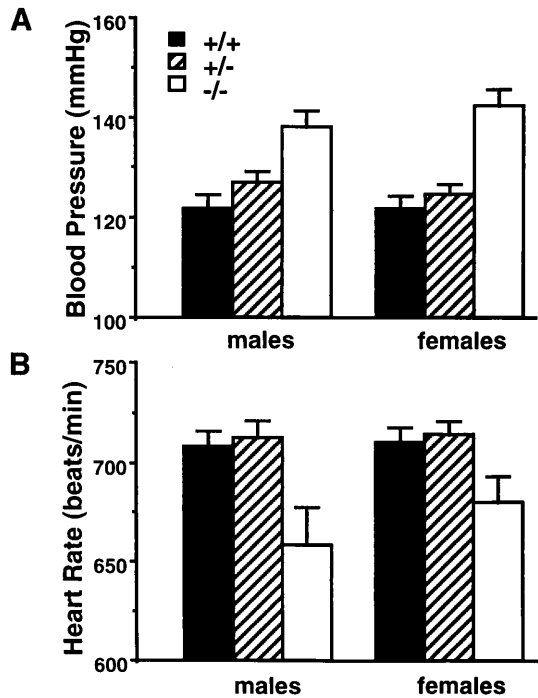 A
Blood Pressure (mmHg)
160
140
120
100
+/+
+/-
-/-
males females
B
Heart Rate (beats/min)
750
700
650
600
males females